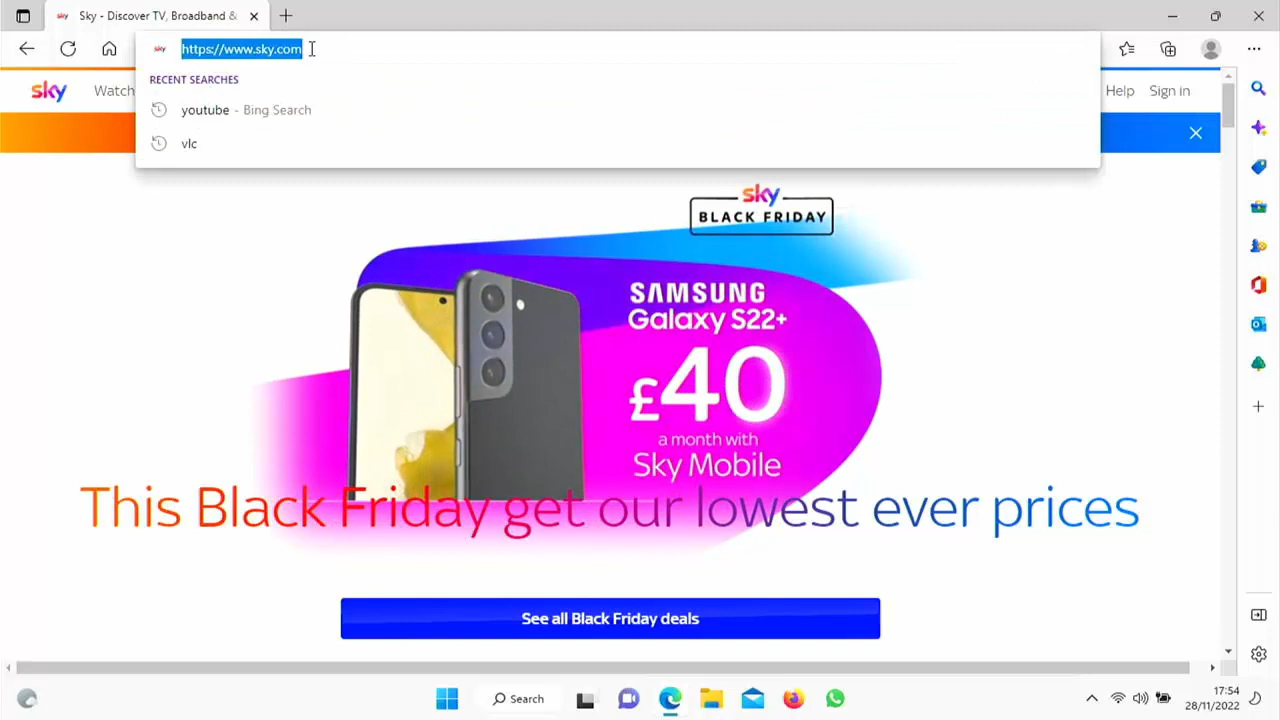 Sky - Discover TV, Broadband &
https://www.sky.com
RECENT SEARCHES
youtube - Bing Search
vlc
sky
Watch
Help
Sign in
sky
BLACK FRIDAY
SAMSUNG
Galaxy S22+
£40
a month with
Sky Mobile
This Black Friday get our lowest ever prices
See all Black Friday deals
Search
17:54
28/11/2022